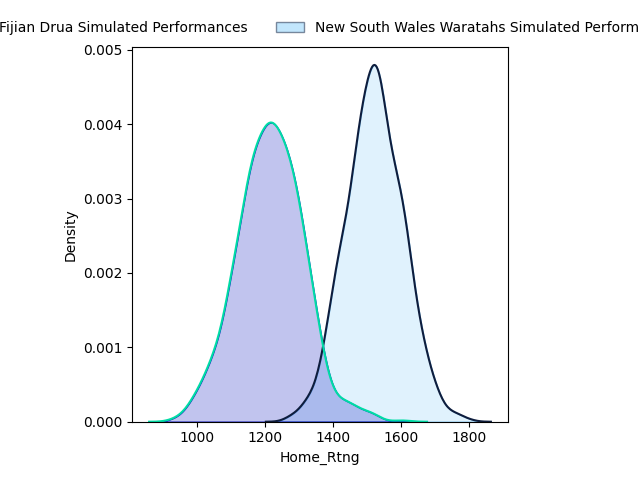 Fijian Drua Simulated Performances
New South Wales Waratahs Simulated Perform
0.005
0.004
0.003
0.002
0.001
0.000
Density
1000 1200 1400 1600 1800
Home_Rtng